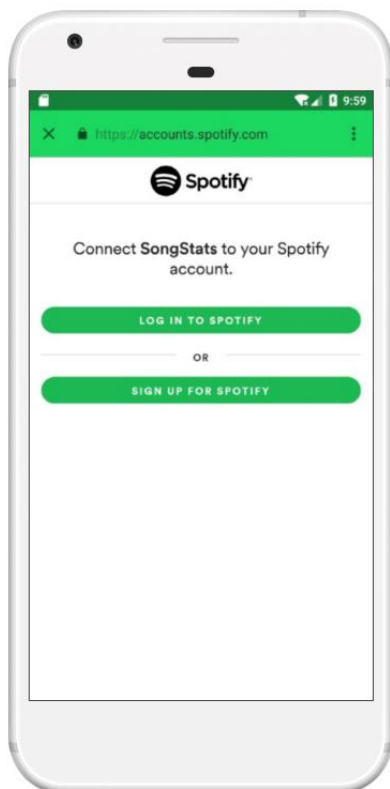 9:59
https://accounts.spotify.com
Spotify
Connect SongStats to your Spotify
account.
LOG IN TO SPOTIFY
OR
SIGN UP FOR SPOTIFY